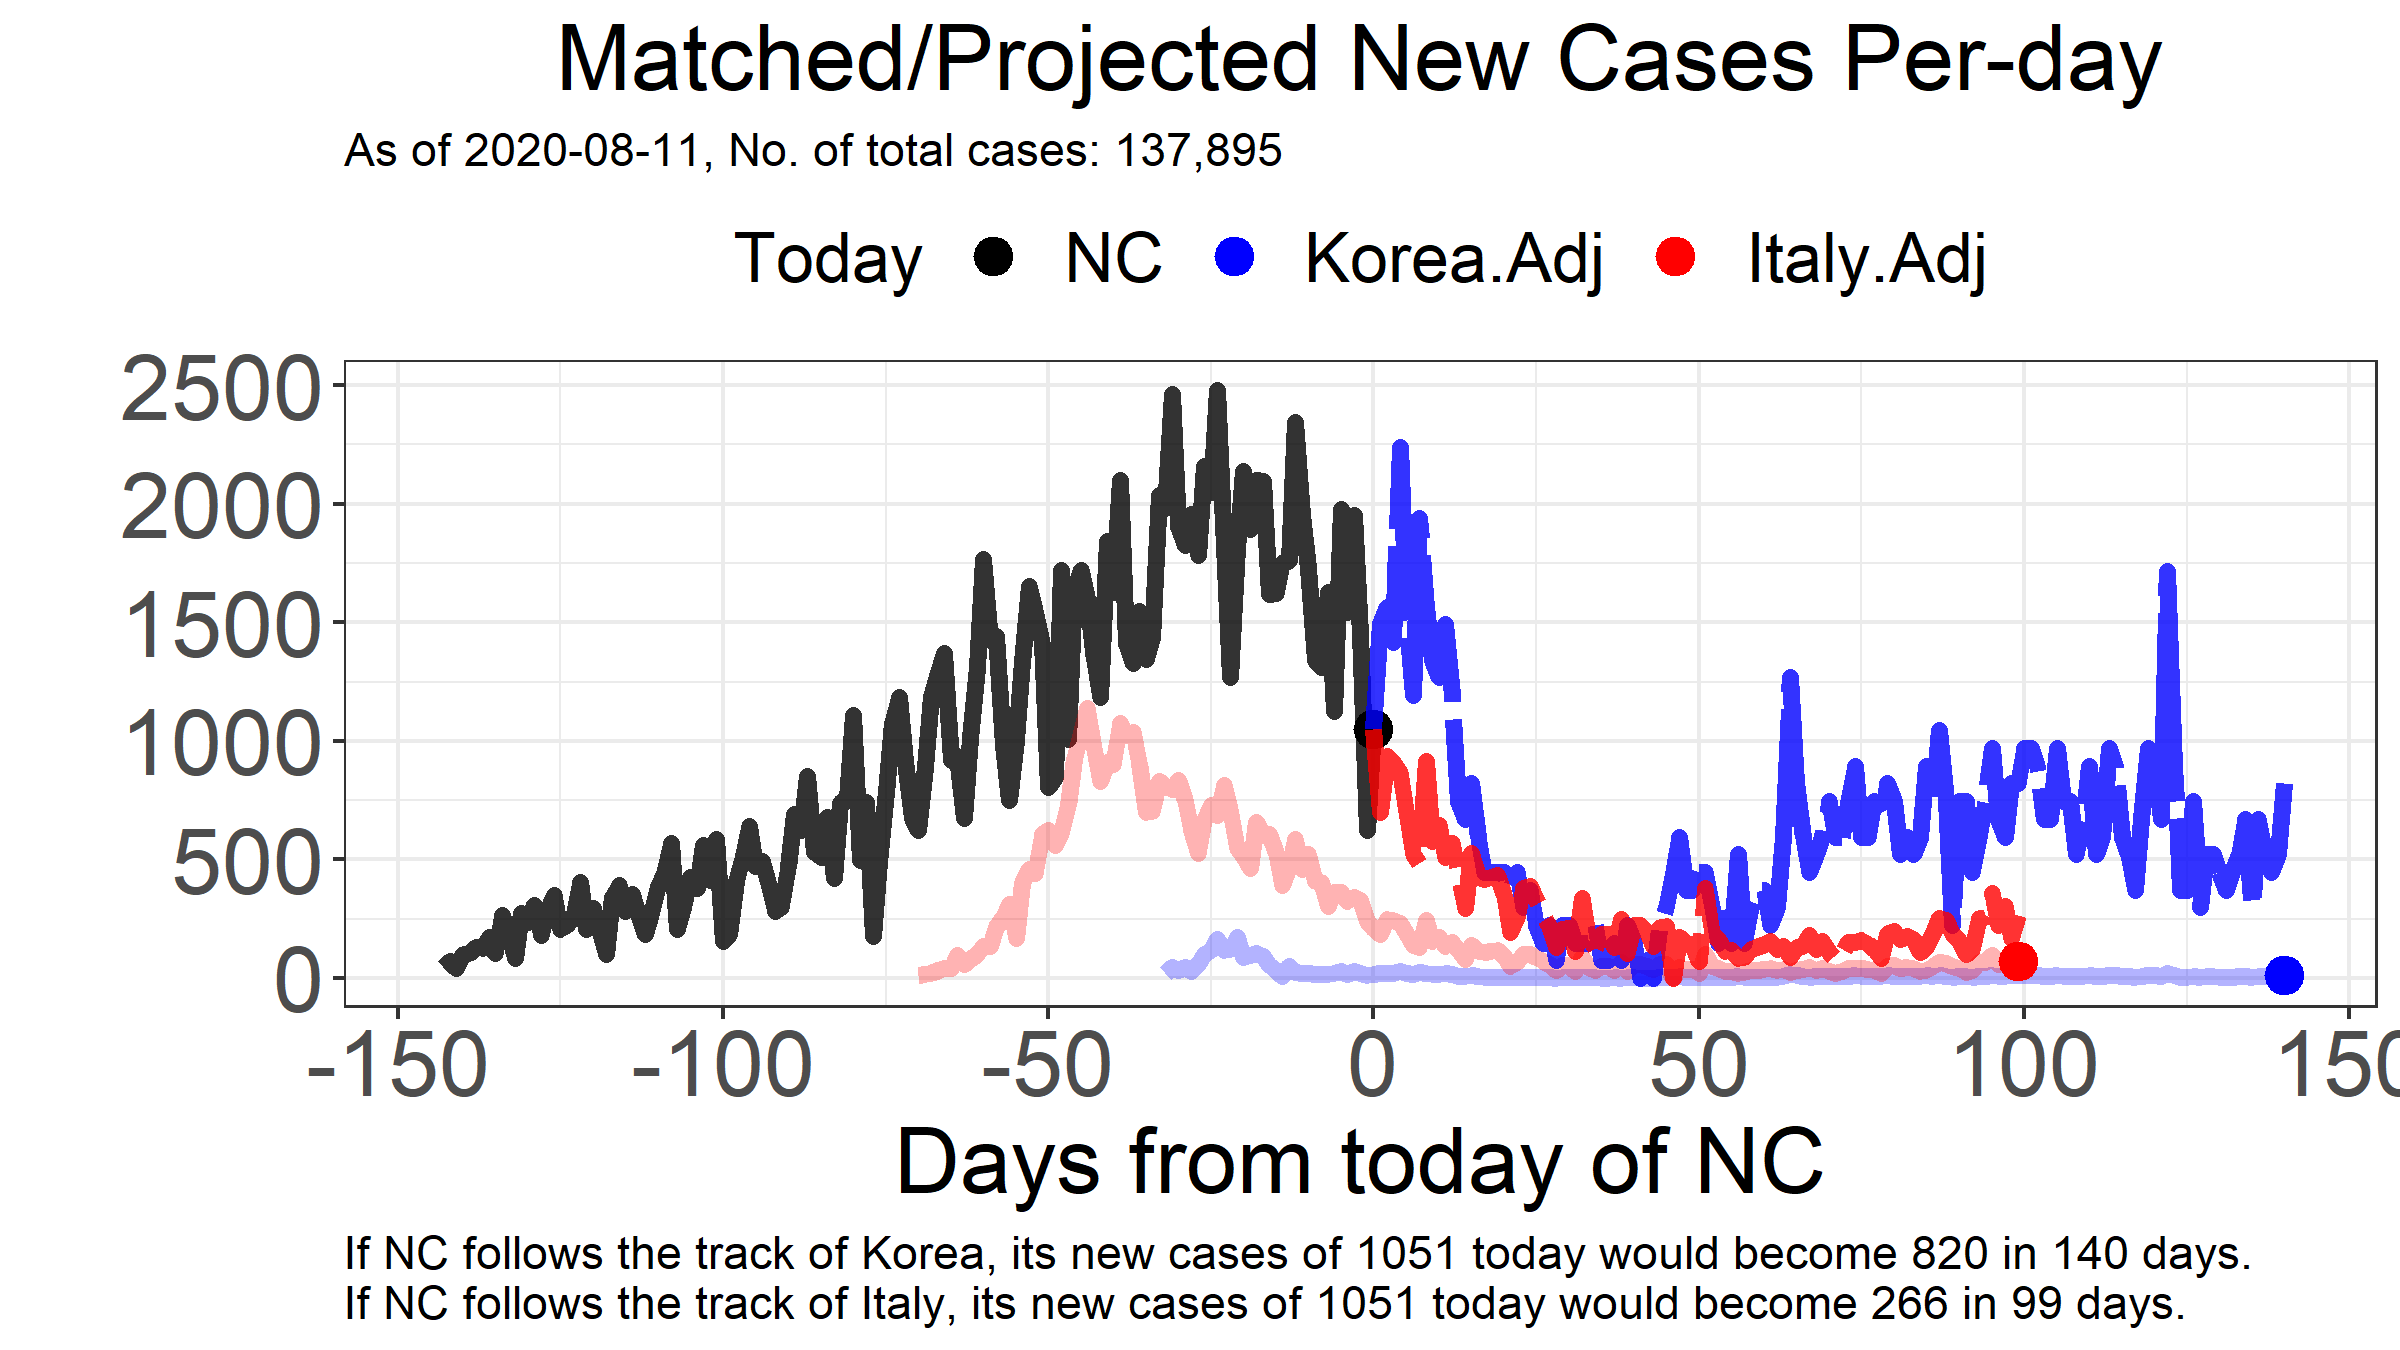 Matched/Projected New Cases Per-day
As of 2020-08-11, No. of total cases: 137,895
Today NC Korea.Adj Italy.Adj
2500
2000
1500
1000
500
0
-150 -100 -50 0 50 100 150
Days from today of NC
If NC follows the track of Korea, its new cases of 1051 today would become 820 in 140 days.
If NC follows the track of Italy, its new cases of 1051 today would become 266 in 99 days.